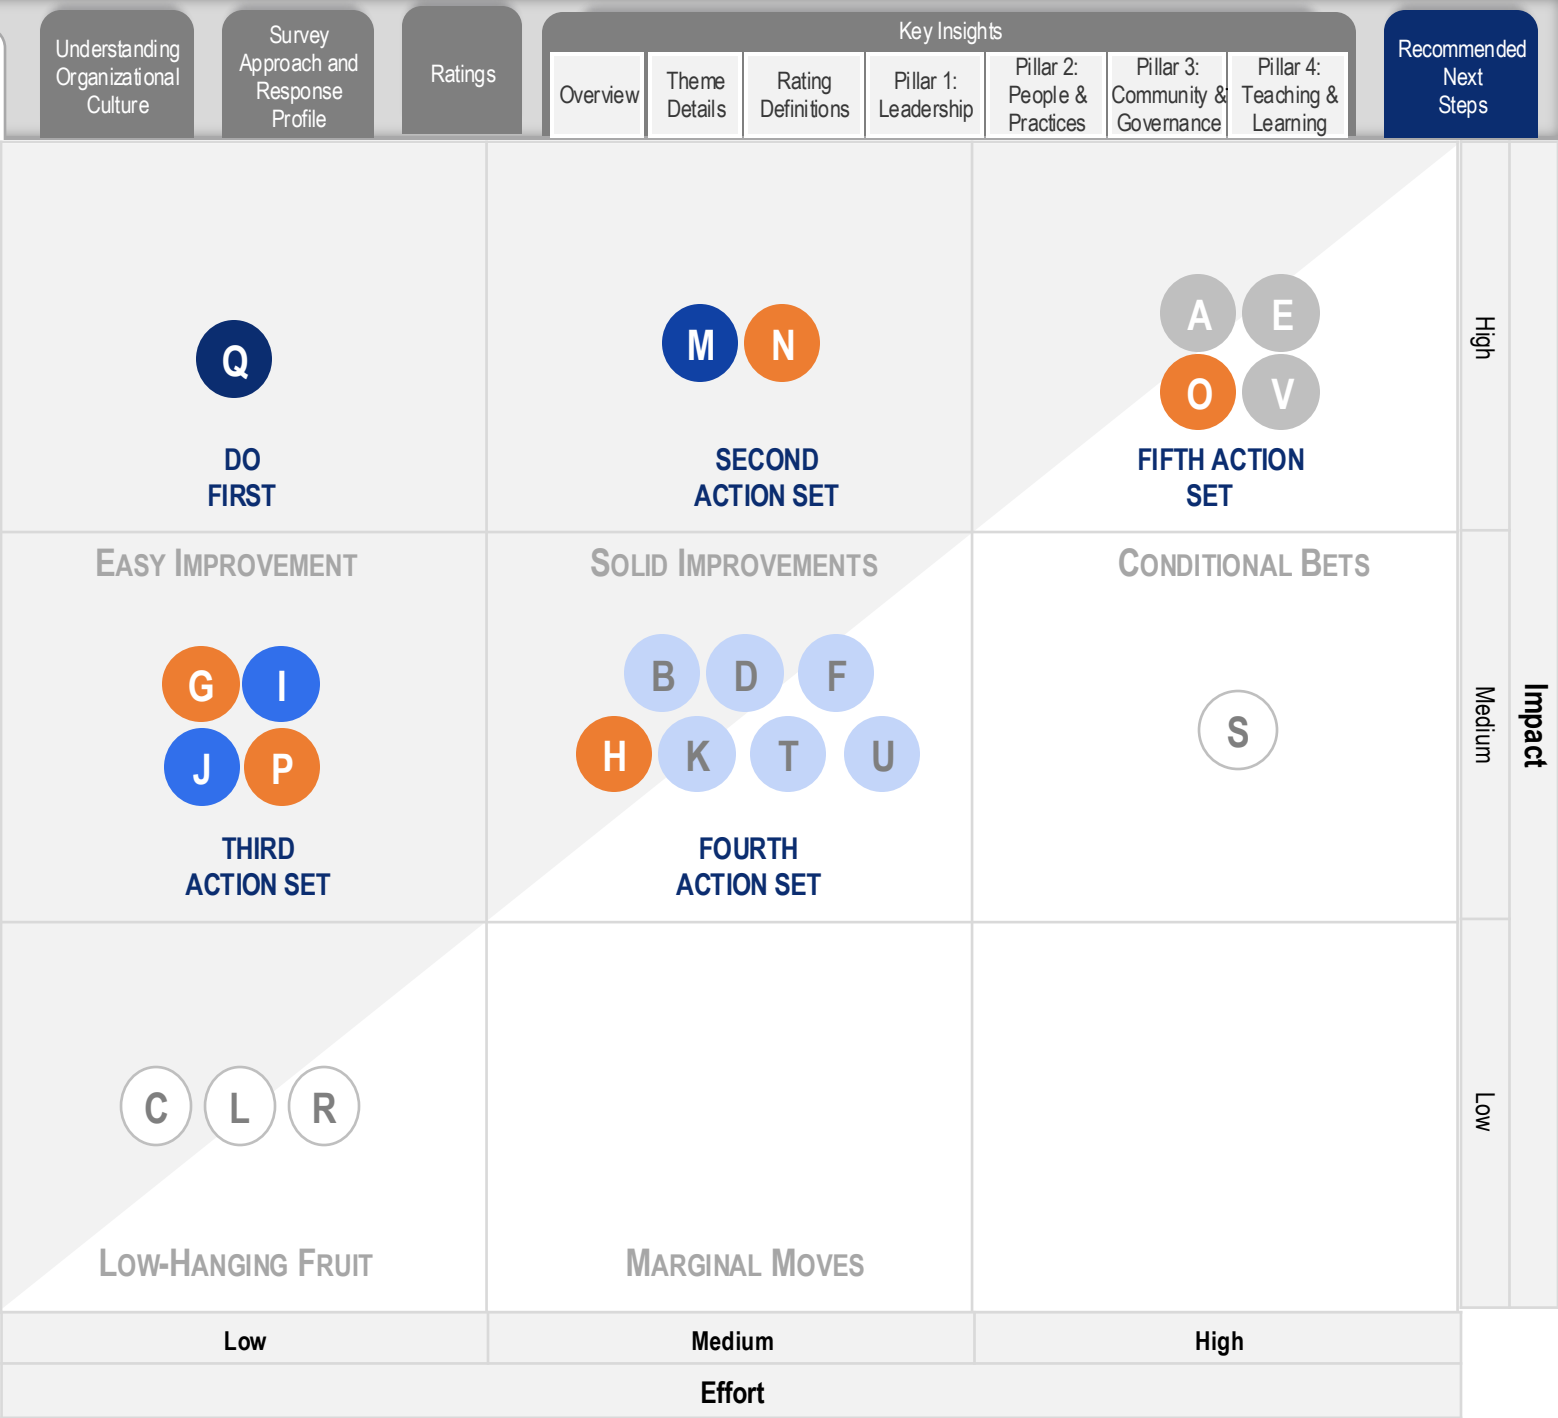 Understanding
Organizational
Culture
Survey
Approach and
Response
Profile
Ratings
Key Insights
Overview
Theme
Details
Rating
Definitions
Pillar 1:
Leadership
Pillar 2:
People &
Practices
Pillar 3:
Community &
Governance
Pillar 4:
Teaching &
Learning
Recommended
Next
Steps
Q
DO
FIRST
M N
SECOND
ACTION SET
A E
O V
FIFTH ACTION
SET
High
EASY IMPROVEMENT
SOLID IMPROVEMENTS
CONDITIONAL BETS
G I
J P
THIRD
ACTION SET
B D F
H K T U
FOURTH
ACTION SET
S
Medium
Impact
C L R
Low
LOW-HANGING FRUIT
MARGINAL MOVES
Low
Medium
High
Effort